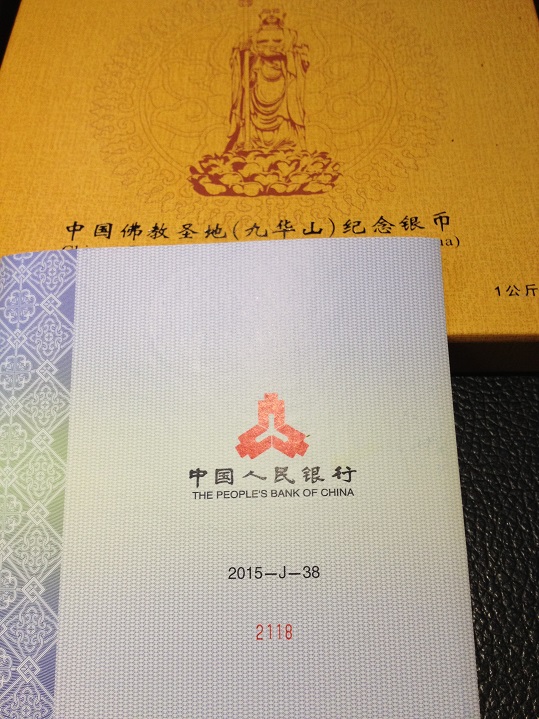 中国佛教圣地(九华山)纪念银币
1公斤
中国人民银行
THE PEOPLE'S BANK OF CHINA
2015—J—38
2118